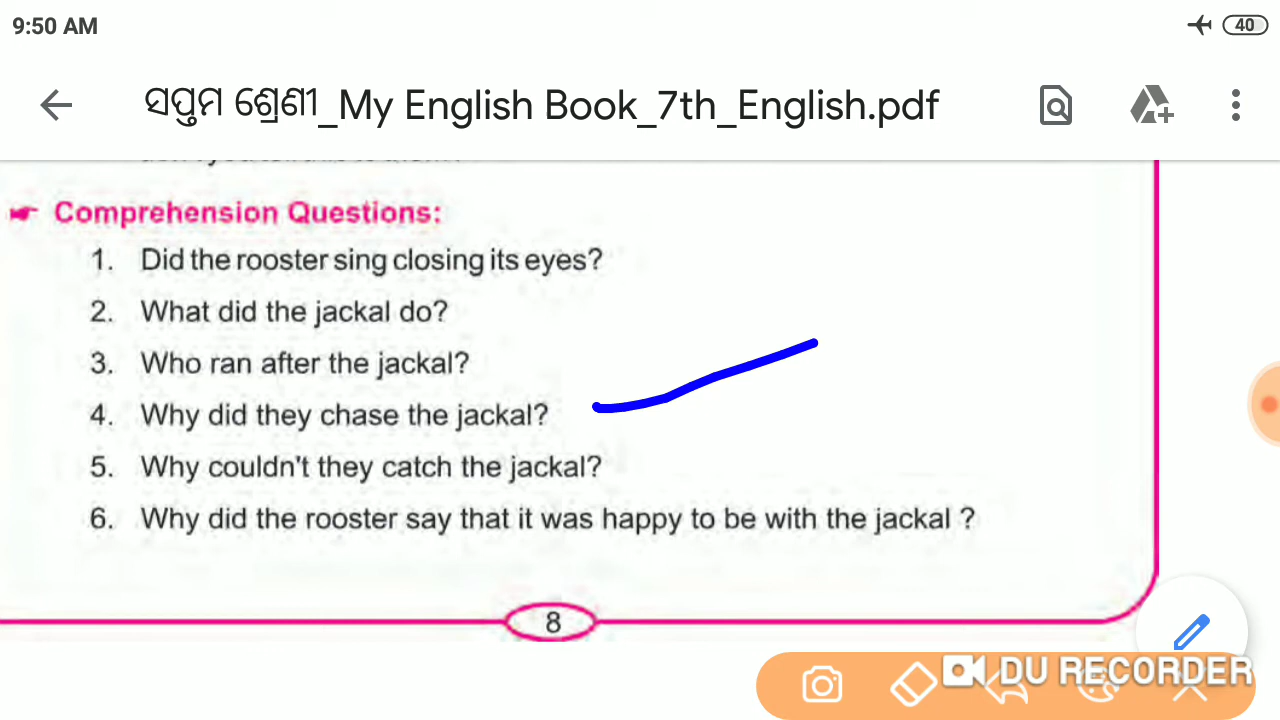 9:50 AM
40
ସପ୍ତମ ଶ୍ରେଣୀ_My English Book_7th_English.pdf
Comprehension Questions:
1. Did the rooster sing closing its eyes?
2. What did the jackal do?
3. Who ran after the jackal?
4. Why did they chase the jackal?
5. Why couldn't they catch the jackal?
6. Why did the rooster say that it was happy to be with the jackal ?
8
DU RECORDER